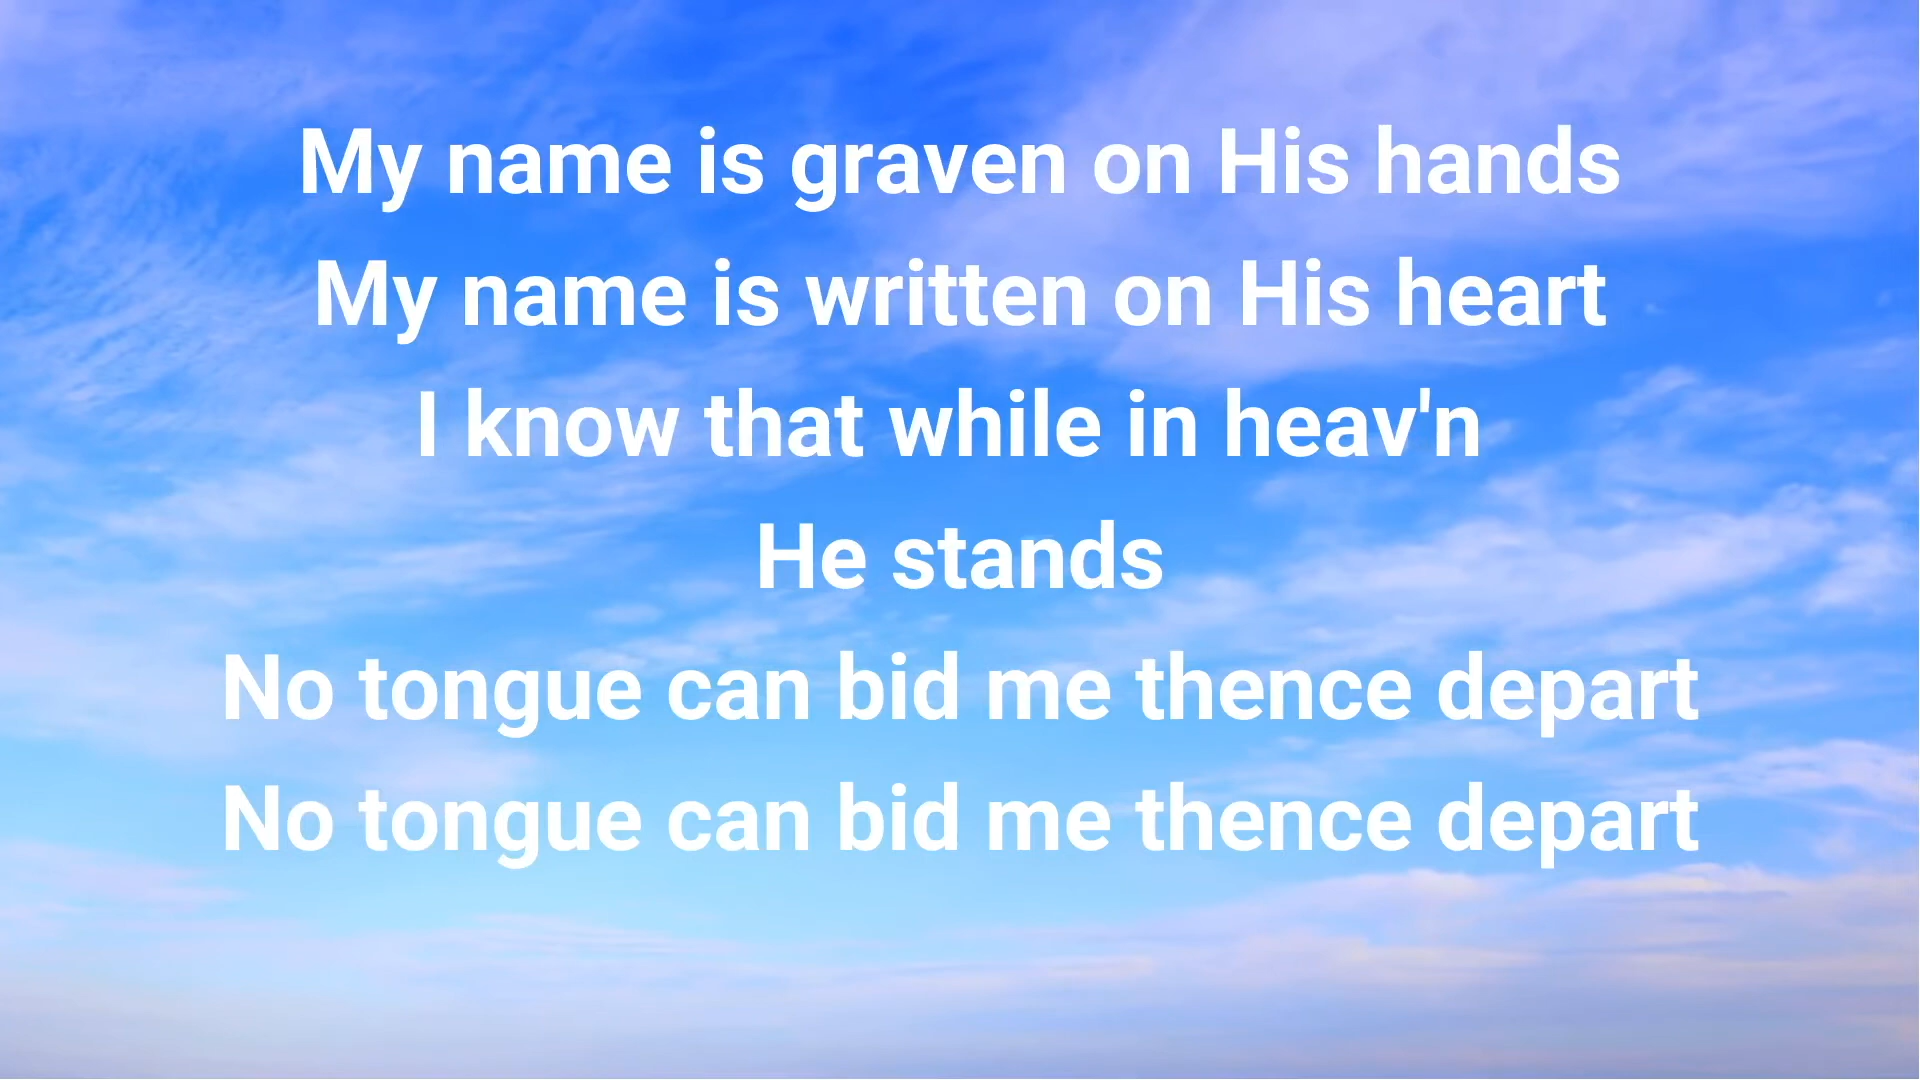 My name is graven on His hands
My name is written on His heart
I know that while in heav'n
He stands
No tongue can bid me thence depart
No tongue can bid me thence depart